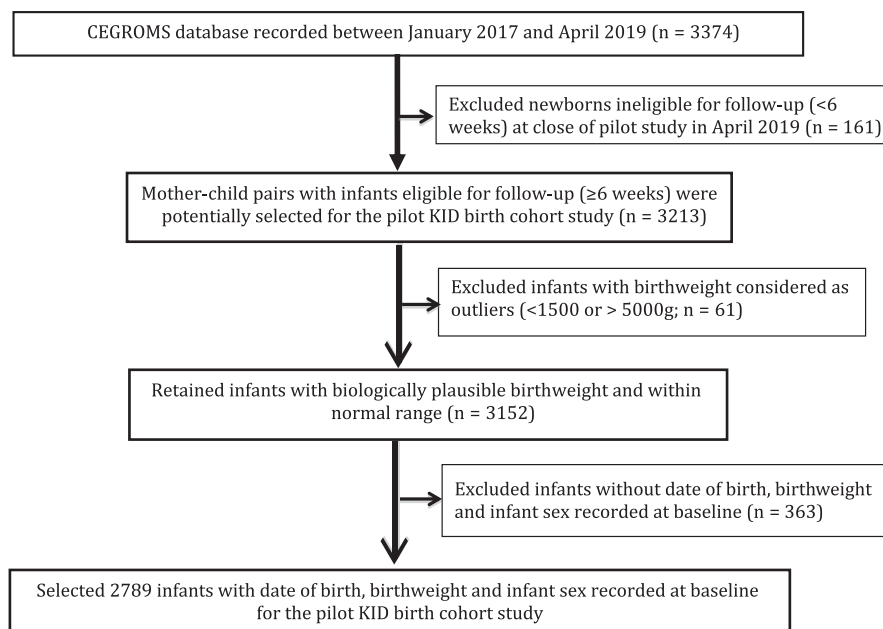 CEGROMS database recorded between January 2017 and April 2019 (n = 3374)
Excluded newborns ineligible for follow-up (<6
weeks) at close of pilot study in April 2019 (n = 161)
Mother-child pairs with infants eligible for follow-up (≥6 weeks) were
potentially selected for the pilot KID birth cohort study (n = 3213)
Excluded infants with birthweight considered as
outliers (<1500 or > 5000g; n = 61)
Retained infants with biologically plausible birthweight and within
normal range (n = 3152)
Excluded infants without date of birth, birthweight
and infant sex recorded at baseline (n = 363)
Selected 2789 infants with date of birth, birthweight and infant sex recorded at baseline
for the pilot KID birth cohort study